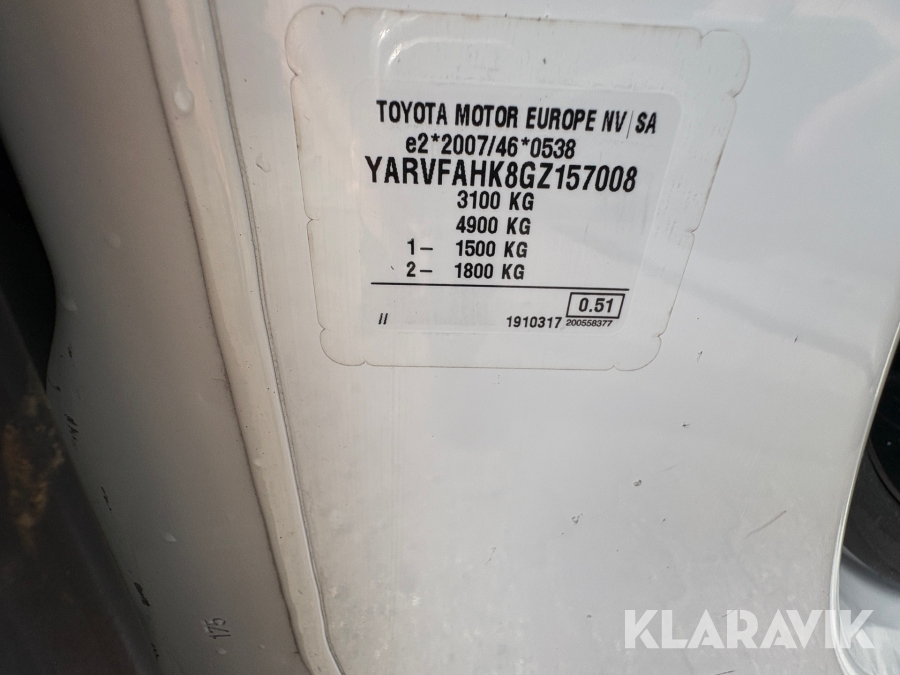 TOYOTA MOTOR EUROPE NV/SA
e2*2007/46*0538
YARVFAHK8GZ157008
3100 KG
4900 KG
1- 1500 KG
2- 1800 KG
0.51
// 1910317 200558377
175
KLARAVIK